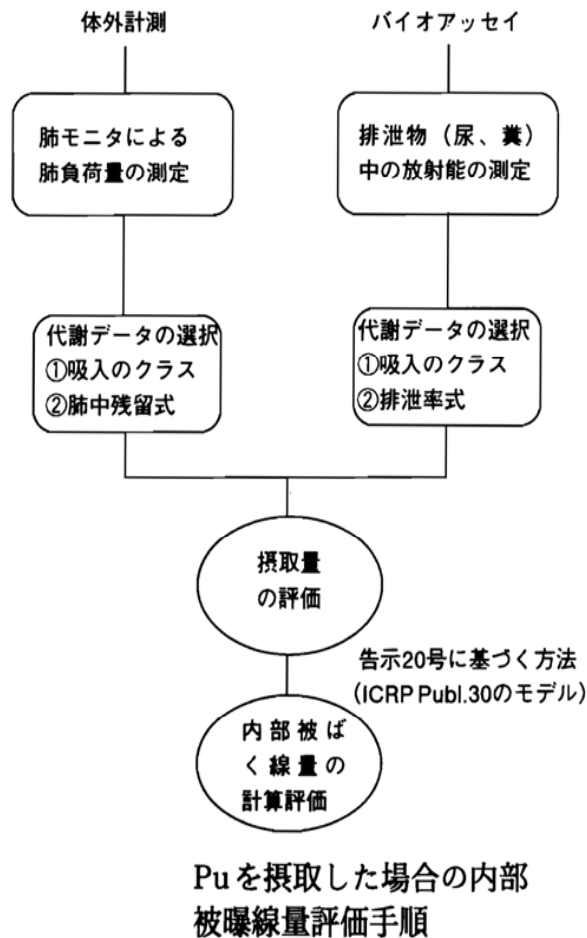 体外計測
肺モニタによる
肺負荷量の測定
代謝データの選択
①吸入のクラス
②肺中残留式
バイオアッセイ
排泄物（尿、糞）
中の放射能の測定
代謝データの選択
①吸入のクラス
②排泄率式
摂取量
の評価
告示20号に基づく方法
(ICRP Publ.30のモデル)
内部被ば
く線量の
計算評価
Puを摂取した場合の内部
被曝線量評価手順